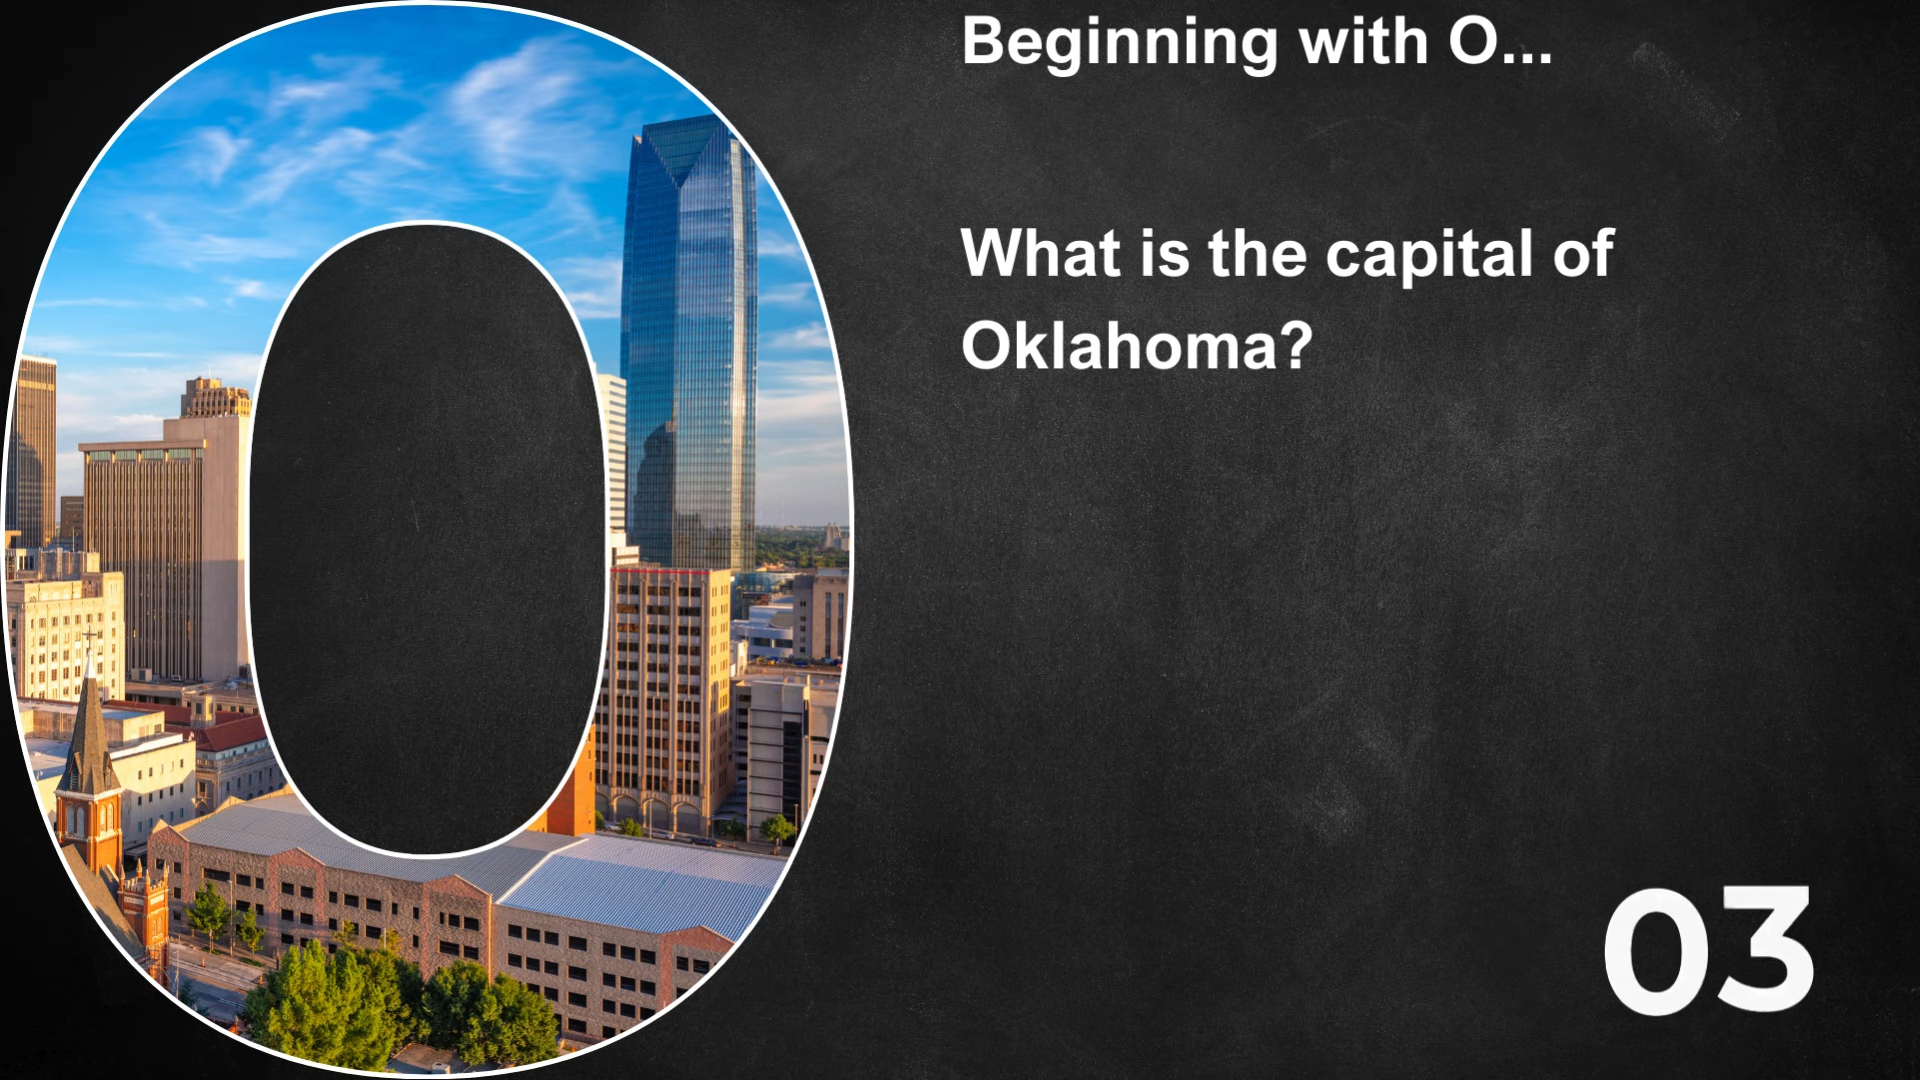 Beginning with O...
What is the capital of
Oklahoma?
03